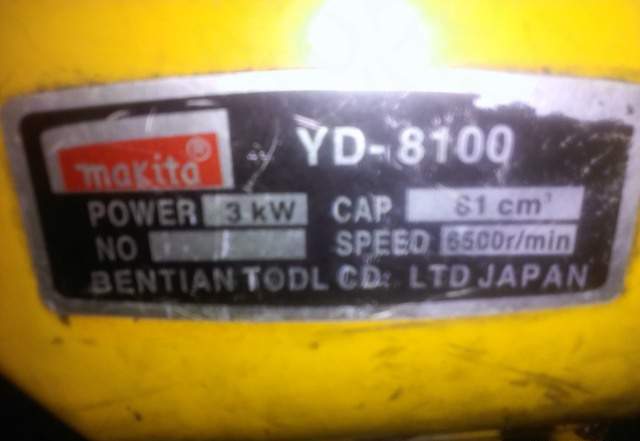 makita®
YD-8100
POWER 3 kW CAP 81 cm³
NO SPEED 6500r/min
BENTIAN TODL CD. LTD JAPAN